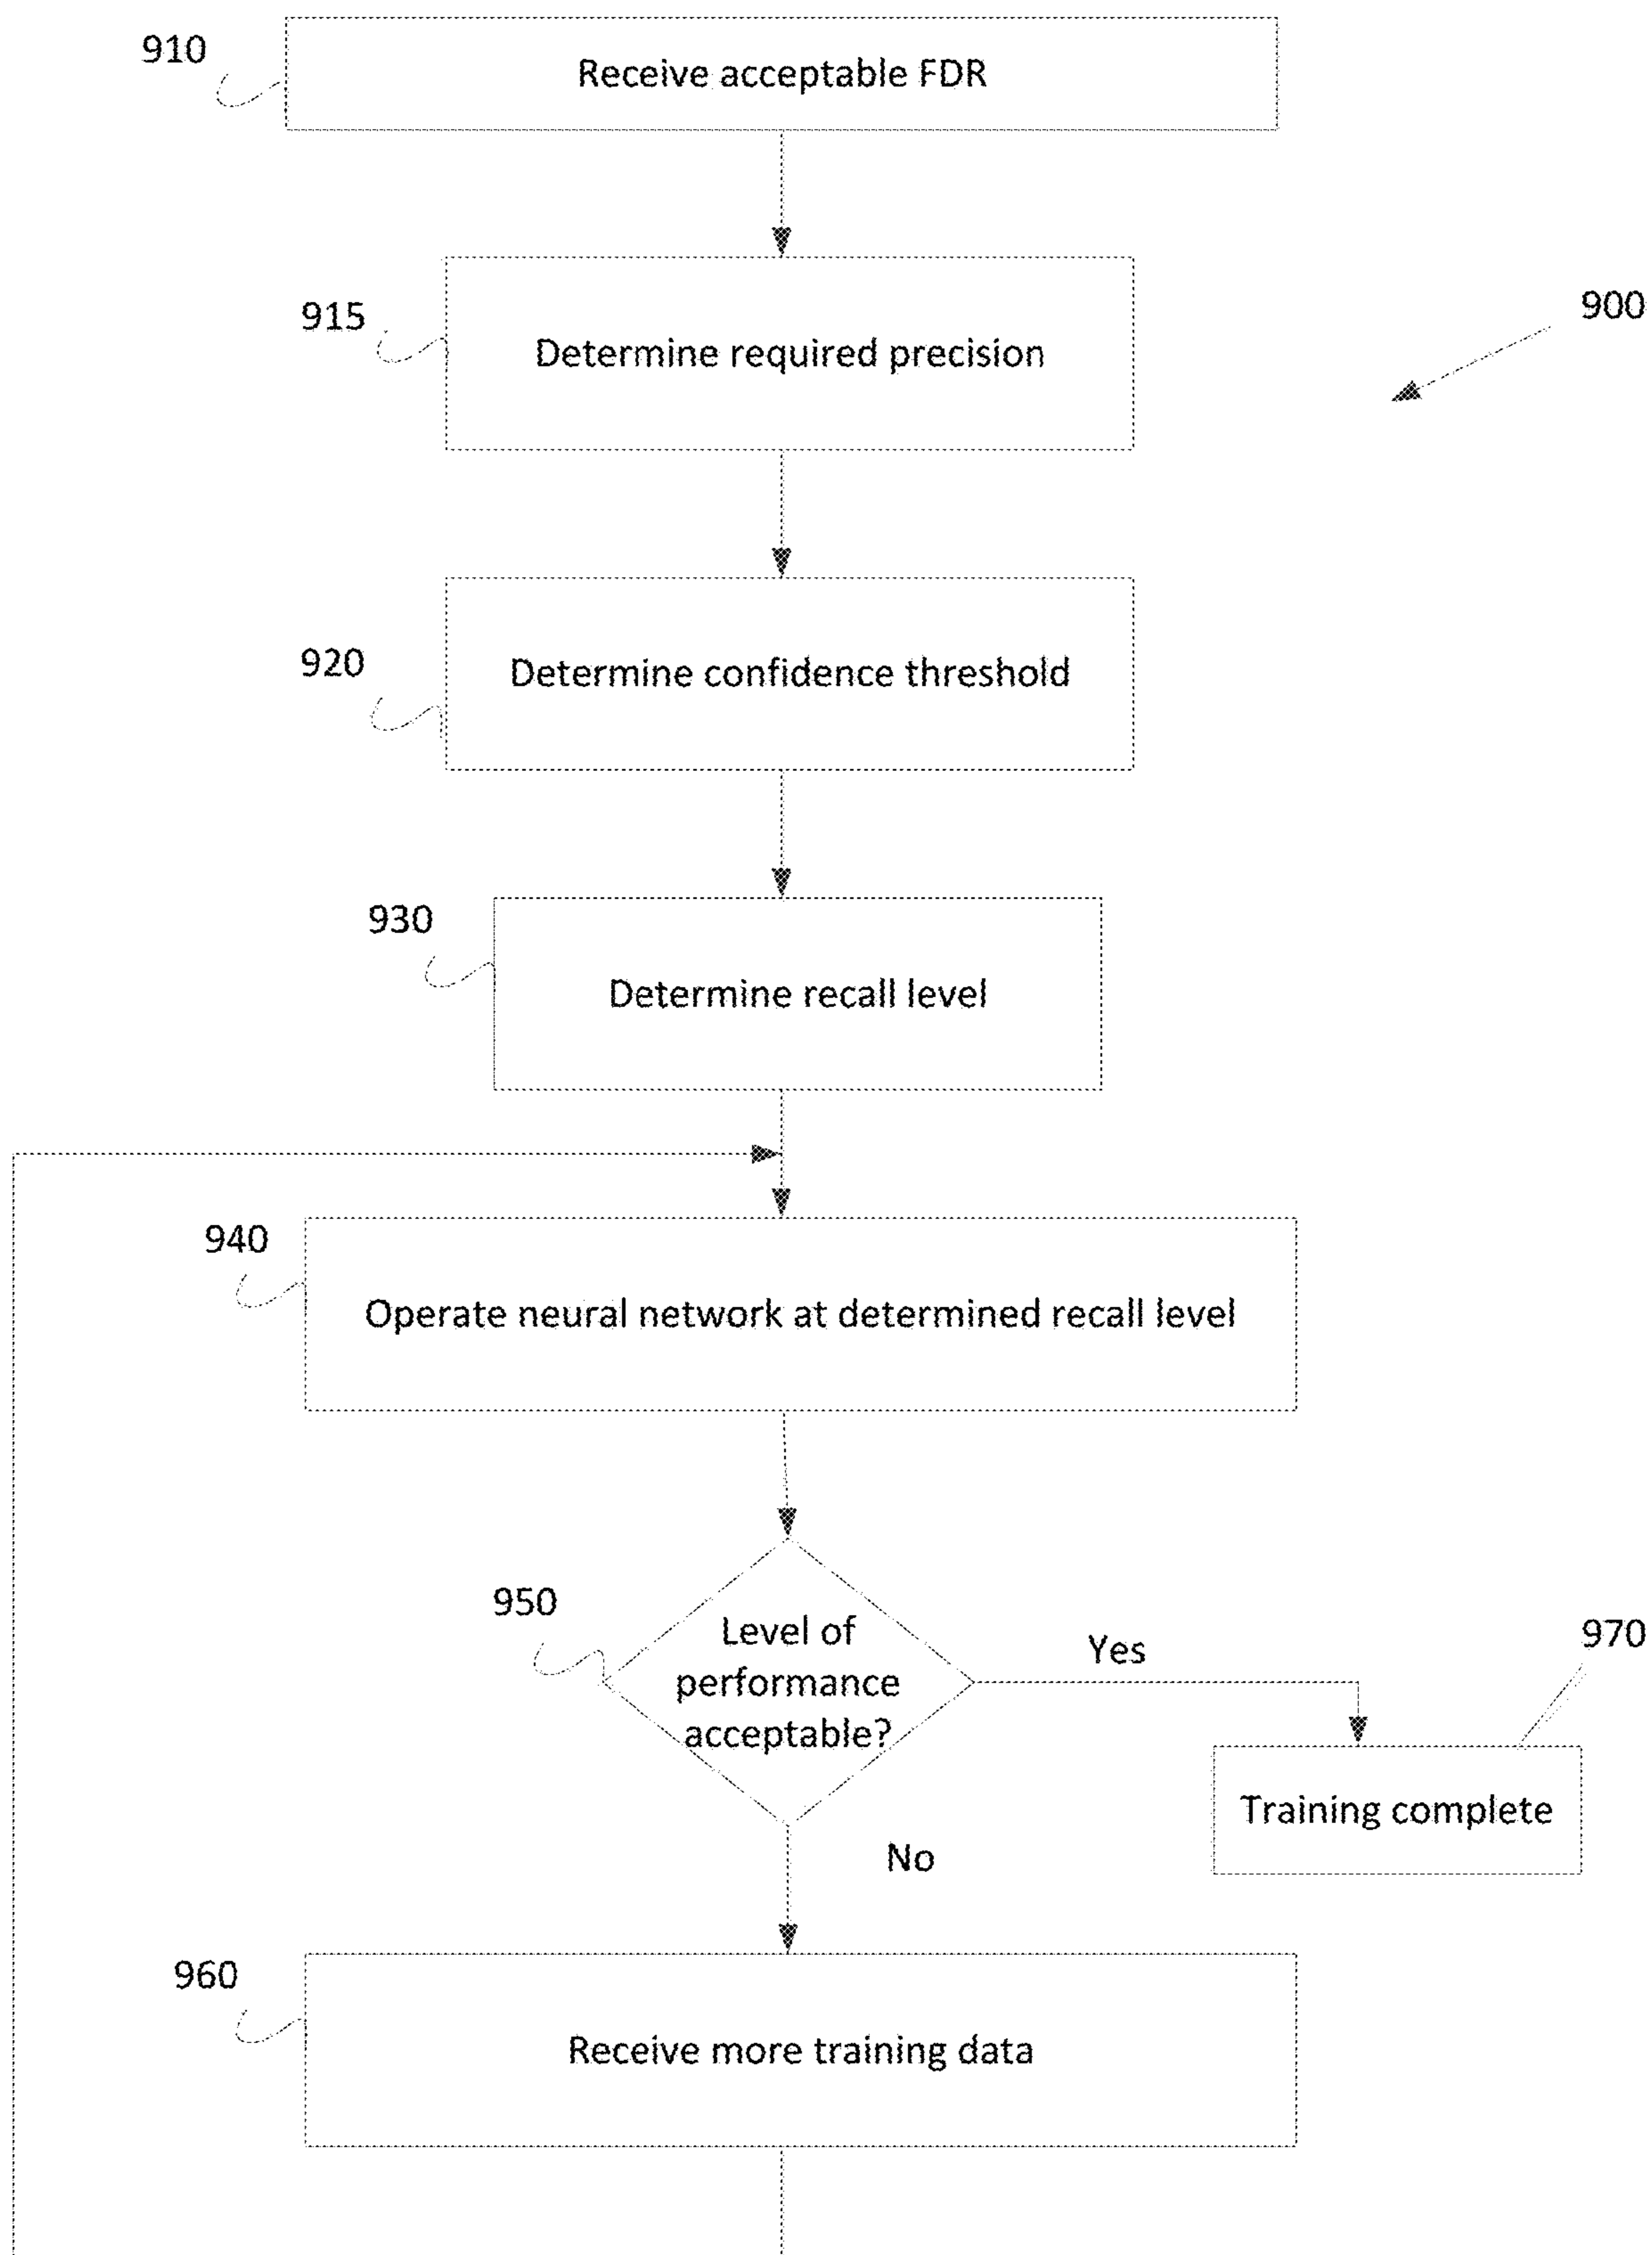 910
Receive acceptable FDR
915
Determine required precision
900
920
Determine confidence threshold
930
Determine recall level
940
Operate neural network at determined recall level
950
Level of
performance
acceptable?
Yes
970
Training complete
No
960
Receive more training data